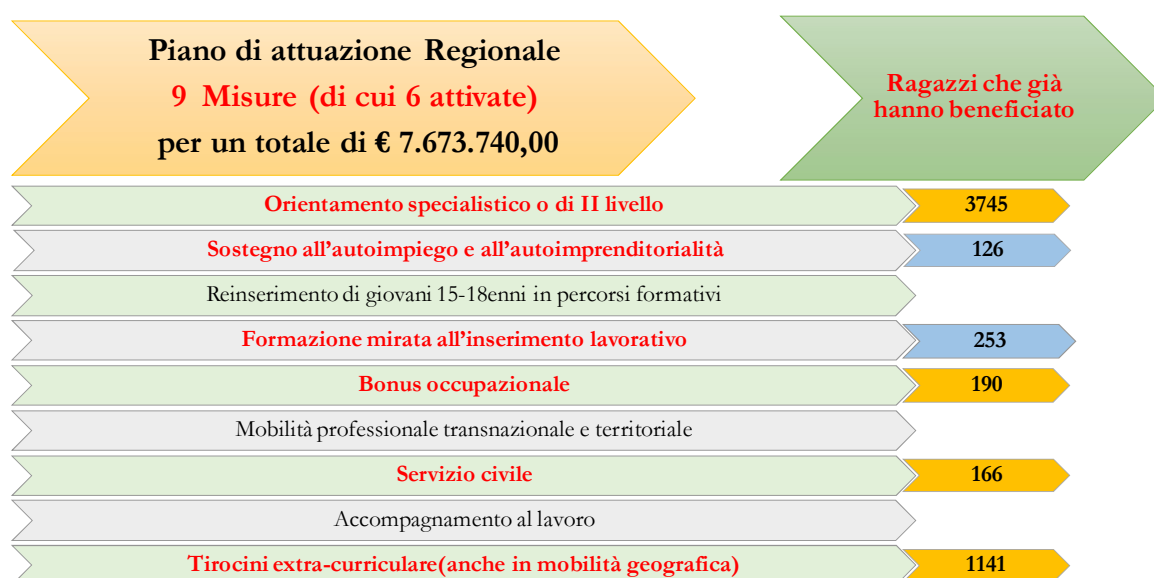 Piano di attuazione Regionale
9 Misure (di cui 6 attivate)
per un totale di € 7.673.740,00
Ragazzi che già
hanno beneficiato
Orientamento specialistico o di II livello
3745
Sostegno all'autoimpiego e all'autoimprenditorialità
126
Reinserimento di giovani 15-18enni in percorsi formativi
Formazione mirata all'inserimento lavorativo
253
Bonus occupazionale
190
Mobilità professionale transnazionale e territoriale
Servizio civile
166
Accompagnamento al lavoro
Tirocini extra-curriculare(anche in mobilità geografica)
1141